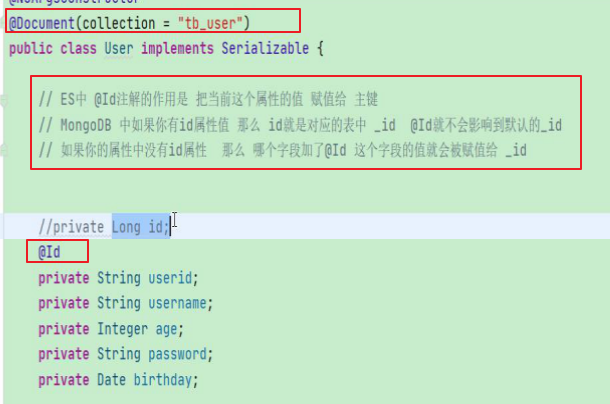 @NoArgsConstructor
@Document(collection = "tb_user")
public class User implements Serializable {
// ES中 @Id注解的作用是 把当前这个属性的值 赋值给 主键
// MongoDB 中如果你有id属性值 那么 id就是对应的表中 _id @Id就不会影响到默认的_id
// 如果你的属性中没有id属性 那么 哪个字段加了@Id 这个字段的值就会被赋值给 _id
//private Long id;
@Id
private String userid;
private String username;
private Integer age;
private String password;
private Date birthday;